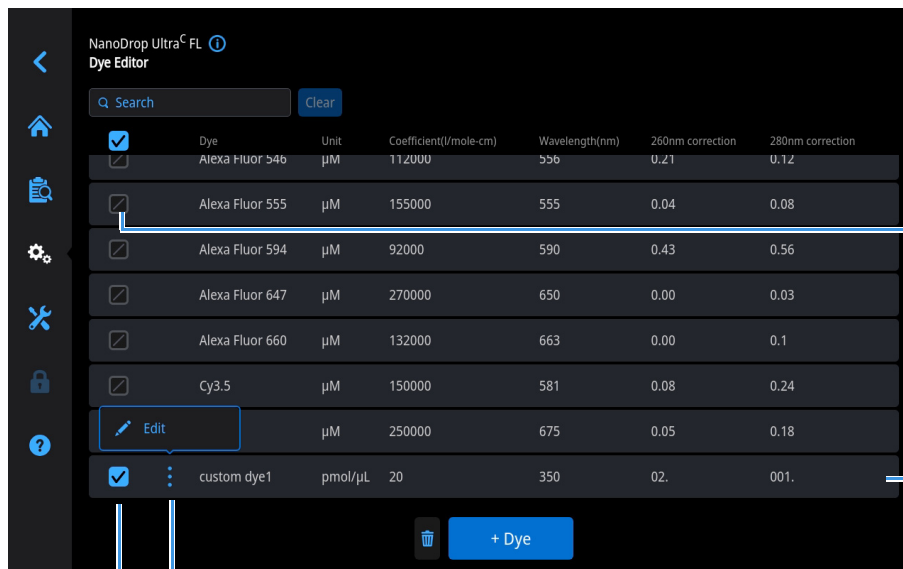 NanoDrop Ultraᶜ FL
Dye Editor
Search Clear
Dye Unit Coefficient(l/mole-cm) Wavelength(nm) 260nm correction 280nm correction
Alexa Fluor 546 µM 112000 556 0.21 0.12
Alexa Fluor 555 µM 155000 555 0.04 0.08
Alexa Fluor 594 µM 92000 590 0.43 0.56
Alexa Fluor 647 µM 270000 650 0.00 0.03
Alexa Fluor 660 µM 132000 663 0.00 0.1
Cy3.5 µM 150000 581 0.08 0.24
Edit µM 250000 675 0.05 0.18
custom dye1 pmol/µL 20 350 02. 001.
+ Dye